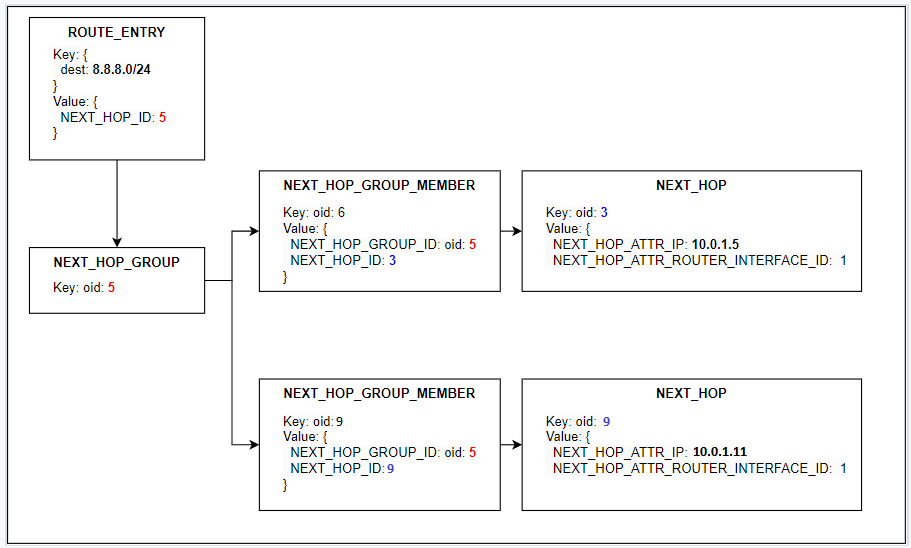 ROUTE_ENTRY
Key: {
dest: 8.8.8.0/24
}
Value: {
NEXT_HOP_ID: 5
}
NEXT_HOP_GROUP
Key: oid: 5
NEXT_HOP_GROUP_MEMBER
Key: oid: 6
Value: {
NEXT_HOP_GROUP_ID: oid: 5
NEXT_HOP_ID: 3
}
NEXT_HOP
Key: oid: 3
Value: {
NEXT_HOP_ATTR_IP: 10.0.1.5
NEXT_HOP_ATTR_ROUTER_INTERFACE_ID: 1
NEXT_HOP_GROUP_MEMBER
Key: oid: 9
Value: {
NEXT_HOP_GROUP_ID: oid: 5
NEXT_HOP_ID: 9
}
NEXT_HOP
Key: oid: 9
Value: {
NEXT_HOP_ATTR_IP: 10.0.1.11
NEXT_HOP_ATTR_ROUTER_INTERFACE_ID: 1